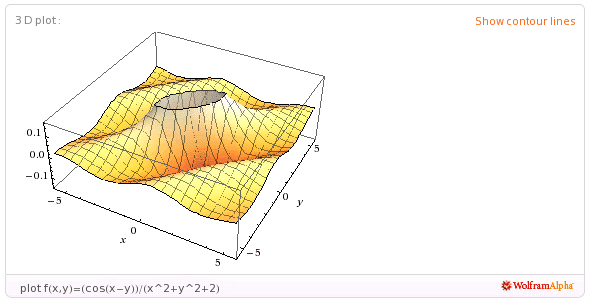 3D plot:
Show contour lines
0.1
0.0
−0.1
−5
0
5
x
−5
0
5
y
plot f(x,y)=(cos(x−y))/(x^2+y^2+2)
WolframAlpha